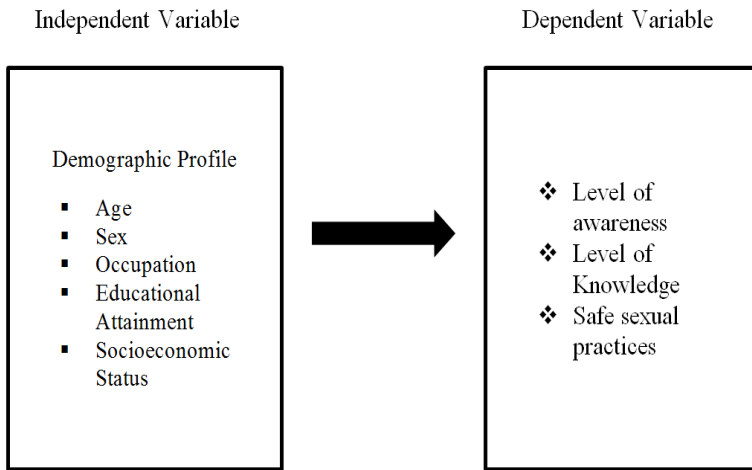 Independent Variable
Dependent Variable
Demographic Profile
▪ Age
▪ Sex
▪ Occupation
▪ Educational
Attainment
▪ Socioeconomic
Status
❖ Level of
awareness
❖ Level of
Knowledge
❖ Safe sexual
practices